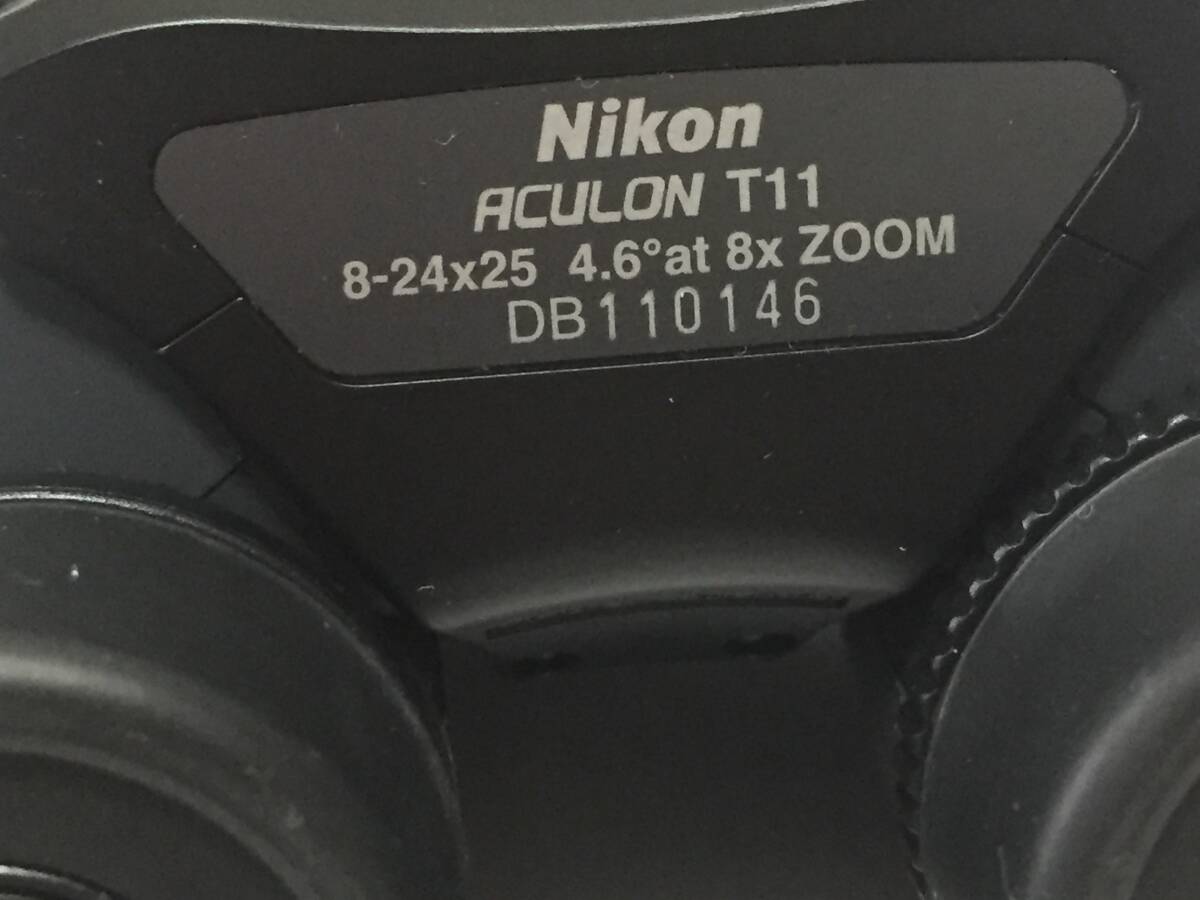 Nikon
ACULON T11
8-24x25 4.6°at 8x ZOOM
DB110146